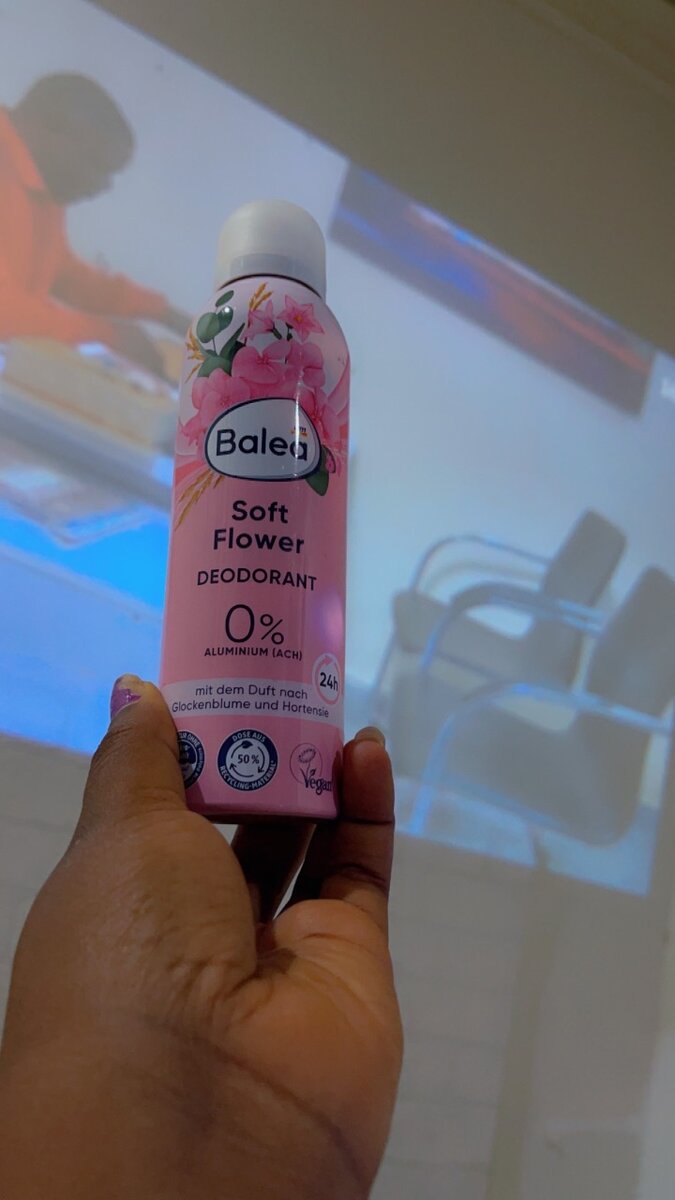 dm
Balea
Soft
Flower
DEODORANT
0%
ALUMINIUM (ACH)
24h
mit dem Duft nach
Glockenblume und Hortensie
DOSE AUS
50 %
RECYCLING-MATERIAL
Vegan